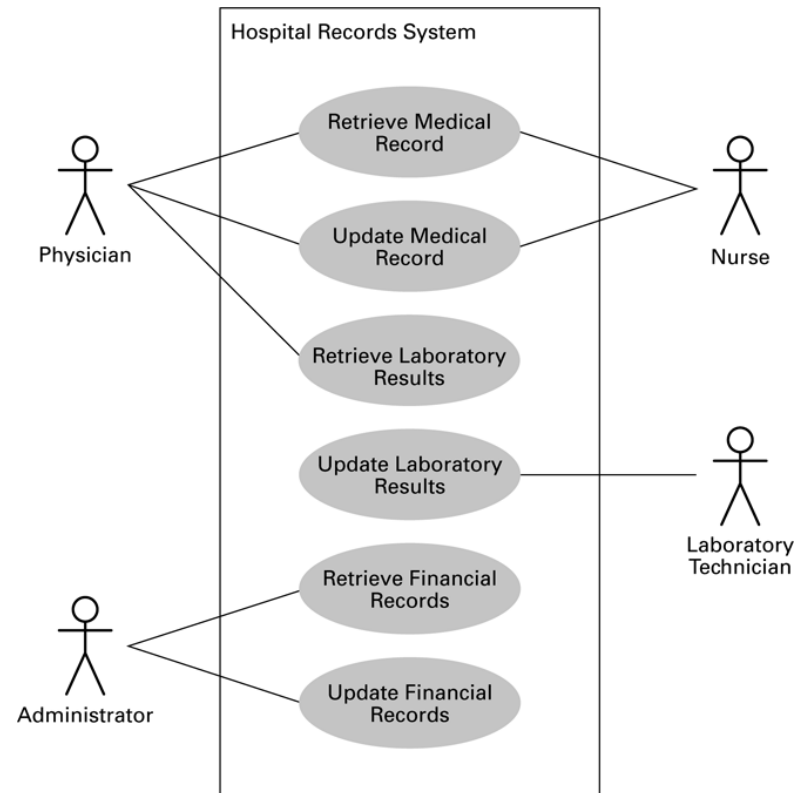 Hospital Records System
Retrieve Medical
Record
Physician
Update Medical
Record
Nurse
Retrieve Laboratory
Results
Update Laboratory
Results
Laboratory
Technician
Retrieve Financial
Records
Administrator
Update Financial
Records